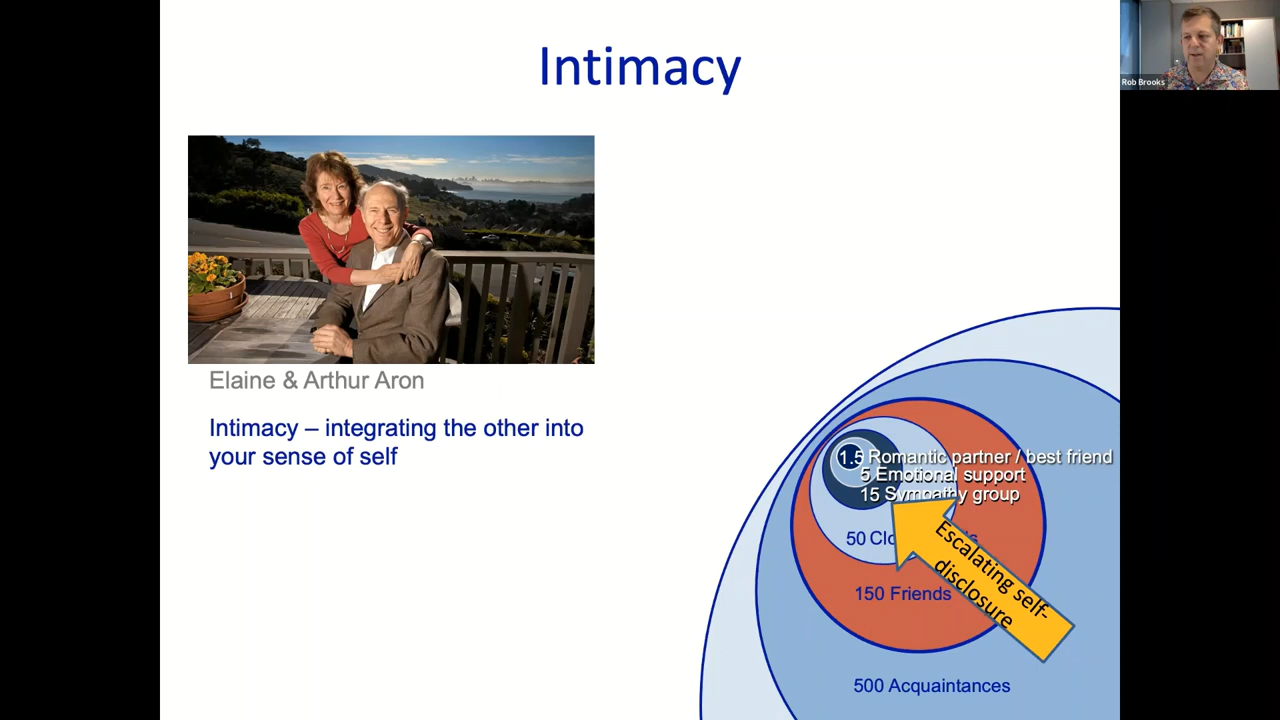 Intimacy
Rob Brooks
Elaine & Arthur Aron
Intimacy – integrating the other into
your sense of self
1.5 Romantic partner / best friend
5 Emotional support
15 Sympathy group
50
150 Friends
500 Acquaintances
Escalating self-
disclosure